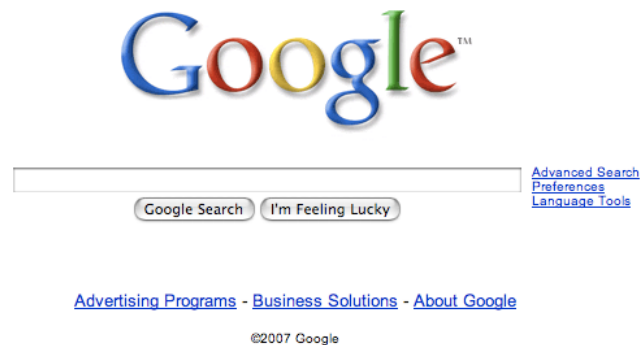 Google™
Advanced Search
Preferences
Language Tools
Google Search I'm Feeling Lucky
Advertising Programs - Business Solutions - About Google
©2007 Google